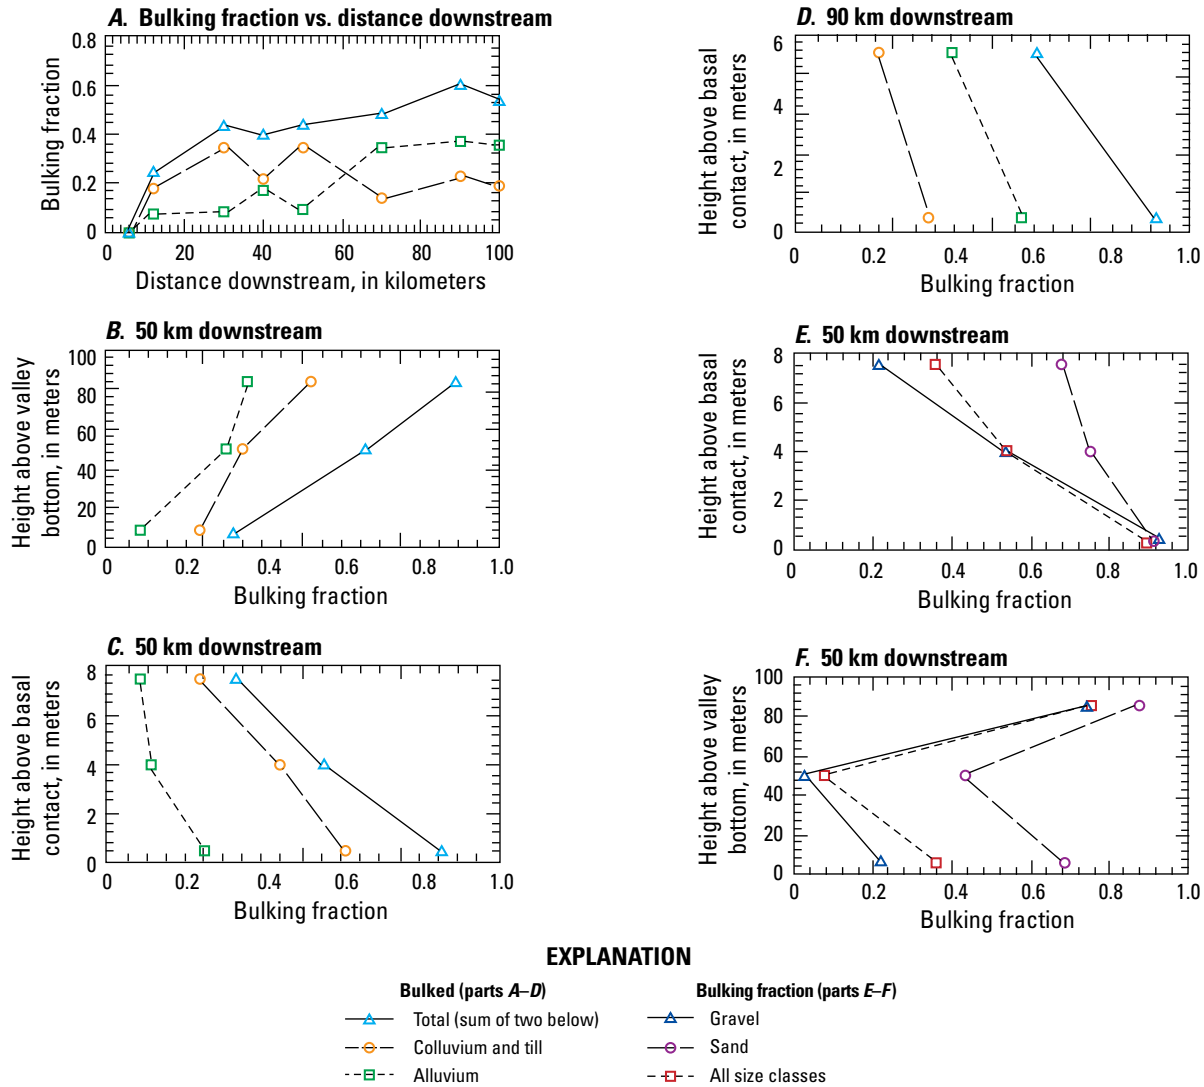 A. Bulking fraction vs. distance downstream
0.8
0.6
0.4
0.2
0
Bulking fraction
0 20 40 60 80 100
Distance downstream, in kilometers
B. 50 km downstream
100
80
60
40
20
0
Height above valley
bottom, in meters
0 0.2 0.4 0.6 0.8 1.0
Bulking fraction
C. 50 km downstream
8
6
4
2
0
Height above basal
contact, in meters
0 0.2 0.4 0.6 0.8 1.0
Bulking fraction
D. 90 km downstream
6
4
2
0
Height above basal
contact, in meters
0 0.2 0.4 0.6 0.8 1.0
Bulking fraction
E. 50 km downstream
8
6
4
2
0
Height above basal
contact, in meters
0 0.2 0.4 0.6 0.8 1.0
Bulking fraction
F. 50 km downstream
100
80
60
40
20
0
Height above valley
bottom, in meters
0 0.2 0.4 0.6 0.8 1.0
Bulking fraction
EXPLANATION
Bulked (parts A–D)
Total (sum of two below)
Colluvium and till
Alluvium
Bulking fraction (parts E–F)
Gravel
Sand
All size classes